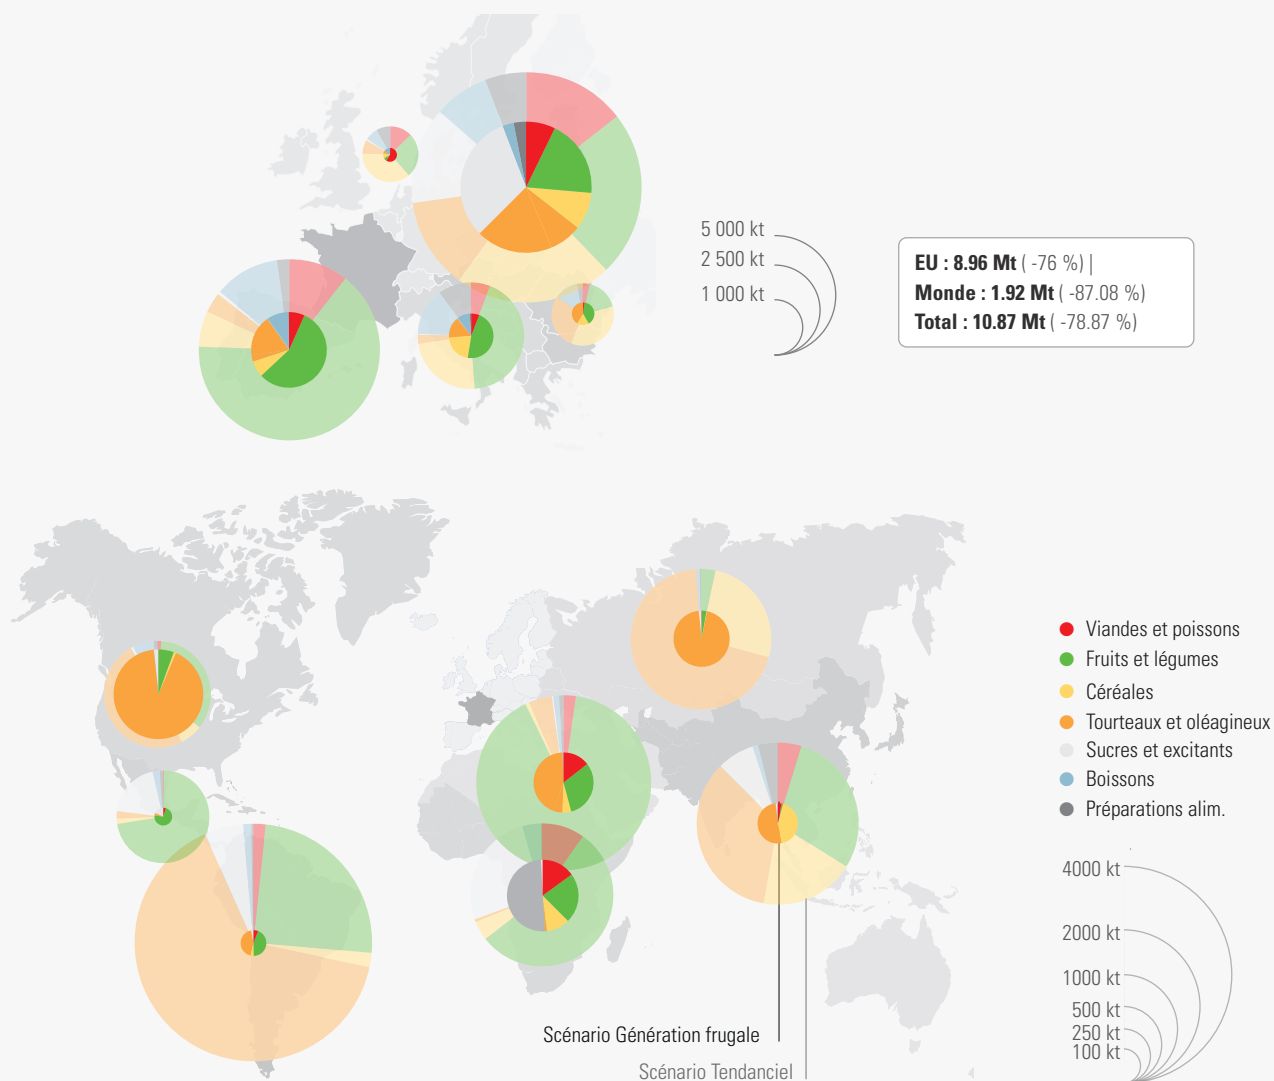 5 000 kt
2 500 kt
1 000 kt
EU : 8.96 Mt ( -76 %) |
Monde : 1.92 Mt ( -87.08 %)
Total : 10.87 Mt ( -78.87 %)
Viandes et poissons
Fruits et légumes
Céréales
Tourteaux et oléagineux
Sucres et excitants
Boissons
Préparations alim.
4000 kt
2000 kt
1000 kt
500 kt
250 kt
100 kt
Scénario Génération frugale
Scénario Tendanciel